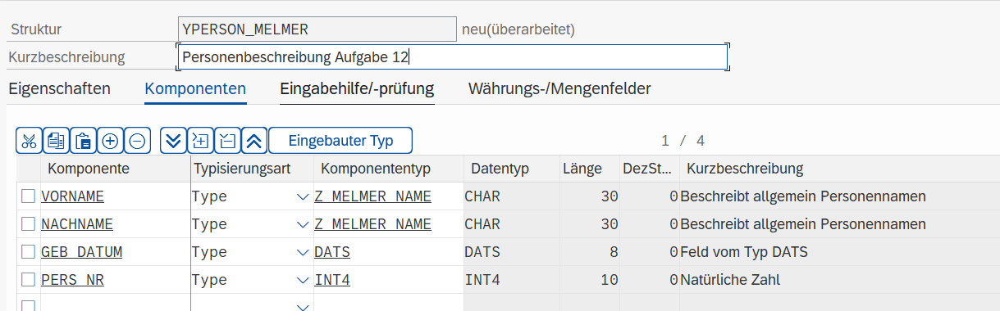 Struktur YPERSON_MELMER neu(überarbeitet)
Kurzbeschreibung Personenbeschreibung Aufgabe 12
Eigenschaften Komponenten Eingabehilfe/-prüfung Währungs-/Mengenfelder
Eingebauter Typ 1 / 4
Komponente Typisierungsart Komponententyp Datentyp Länge DezSt... Kurzbeschreibung
VORNAME Type Z_MELMER_NAME CHAR 30 0 Beschreibt allgemein Personennamen
NACHNAME Type Z_MELMER_NAME CHAR 30 0 Beschreibt allgemein Personennamen
GEB_DATUM Type DATS DATS 8 0 Feld vom Typ DATS
PERS_NR Type INT4 INT4 10 0 Natürliche Zahl